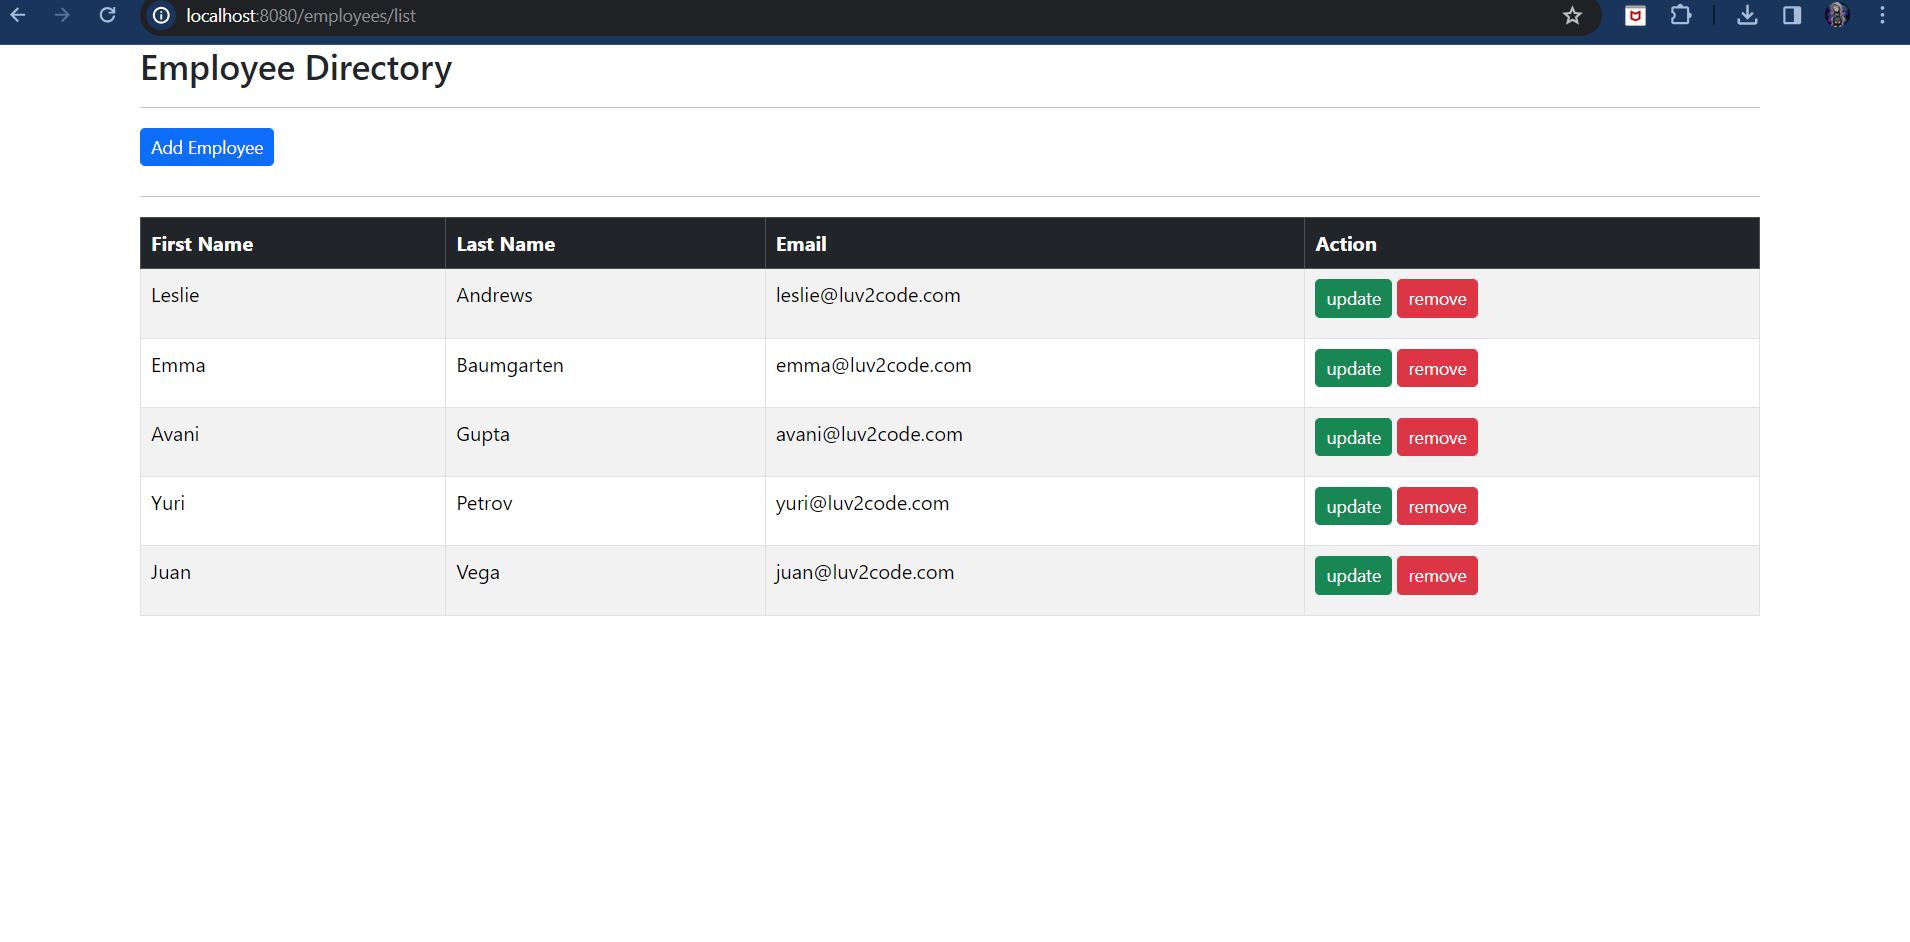 localhost:8080/employees/list
Employee Directory
Add Employee
First Name Last Name Email Action
Leslie Andrews leslie@luv2code.com update remove
Emma Baumgarten emma@luv2code.com update remove
Avani Gupta avani@luv2code.com update remove
Yuri Petrov yuri@luv2code.com update remove
Juan Vega juan@luv2code.com update remove